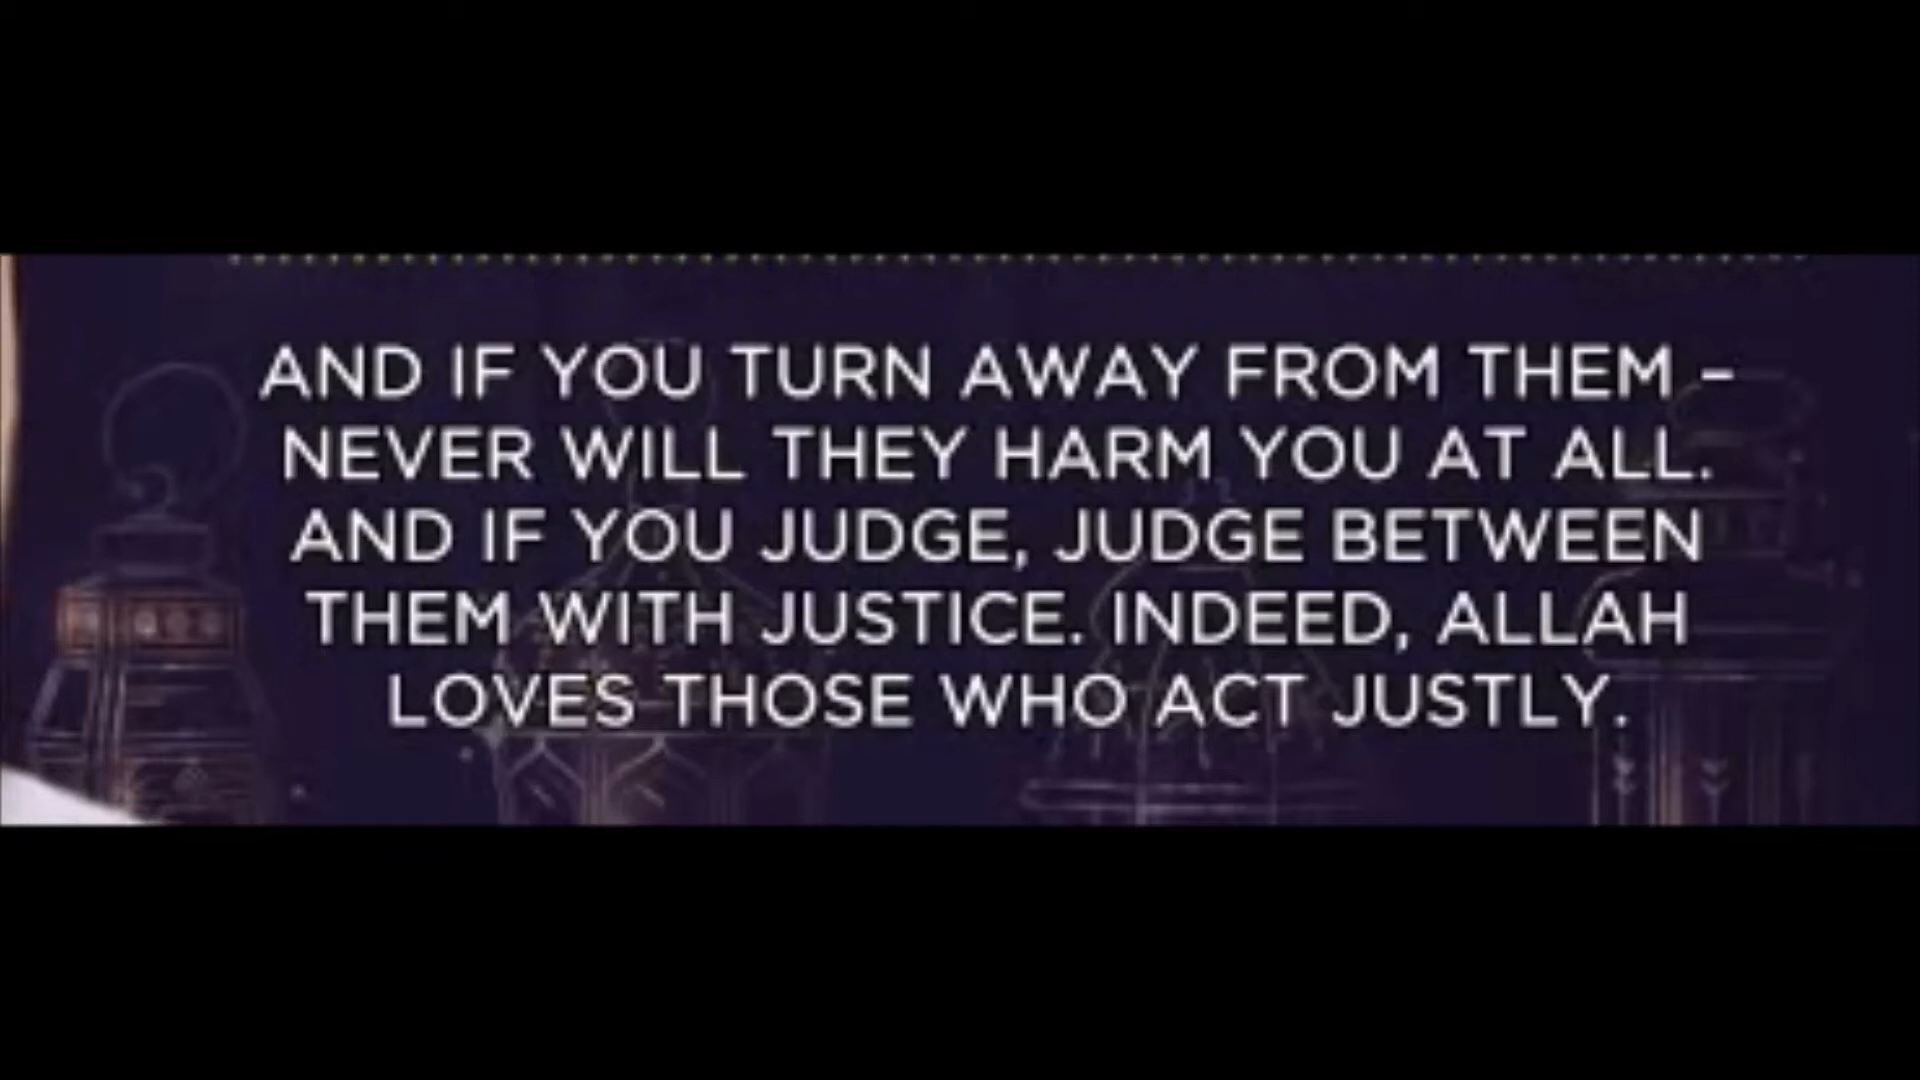 AND IF YOU TURN AWAY FROM THEM –
NEVER WILL THEY HARM YOU AT ALL.
AND IF YOU JUDGE, JUDGE BETWEEN
THEM WITH JUSTICE. INDEED, ALLAH
LOVES THOSE WHO ACT JUSTLY.